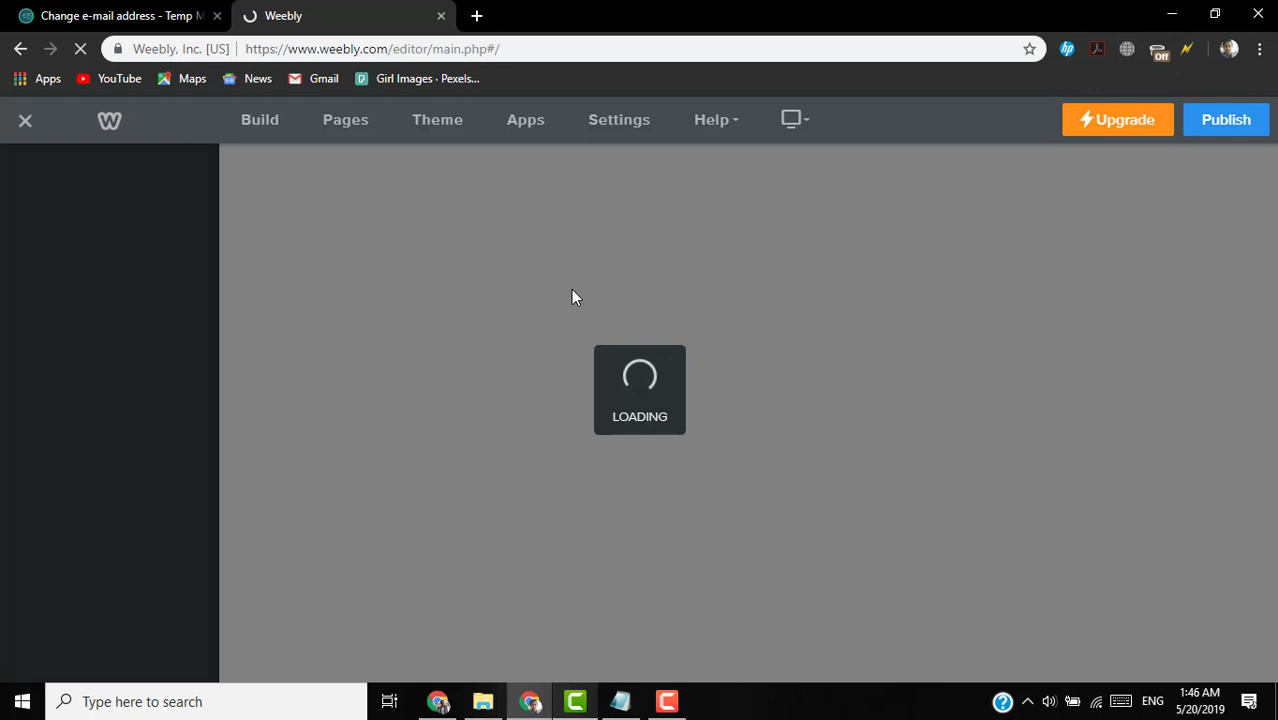 Change e-mail address - Temp M
Weebly
Weebly, Inc. [US] https://www.weebly.com/editor/main.php#/
Off
Apps YouTube Maps News Gmail Girl Images · Pexels...
Build Pages Theme Apps Settings Help Upgrade Publish
LOADING
Type here to search
ENG
1:46 AM
5/20/2019